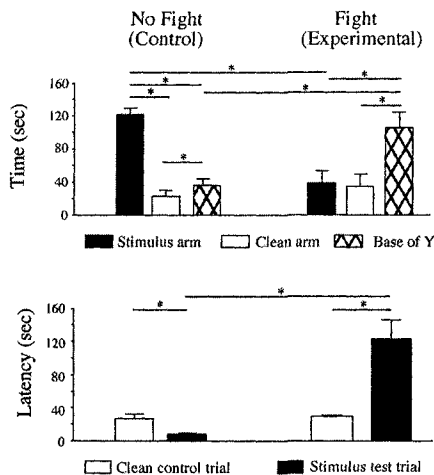 No Fight Fight
(Control) (Experimental)
* 
* *
* * *
*
160
120
80
40
0
Time (sec)
Stimulus arm Clean arm Base of Y
*
* *
160
120
80
40
0
Latency (sec)
Clean control trial Stimulus test trial